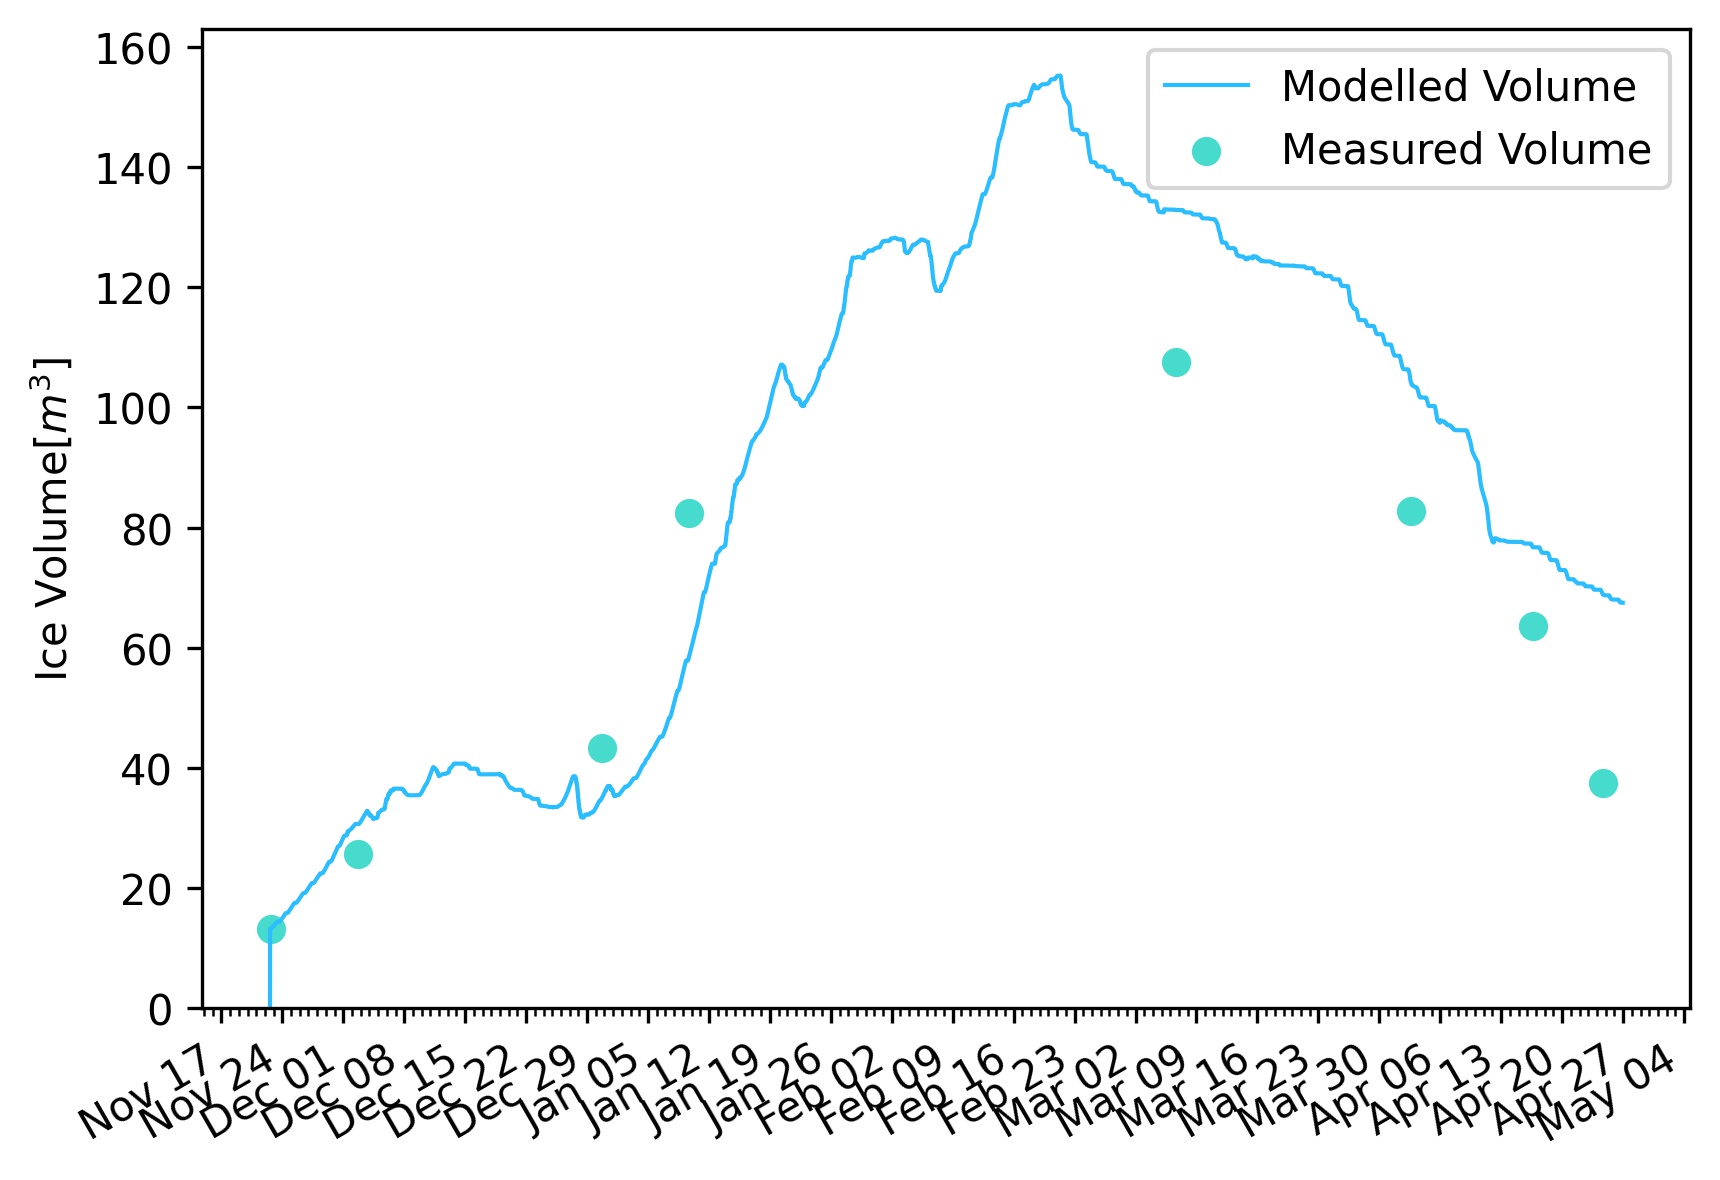 160
140
120
100
80
60
40
20
0
Ice Volume[m³]
Modelled Volume
Measured Volume
Nov 17
Nov 24
Dec 01
Dec 08
Dec 15
Dec 22
Dec 29
Jan 05
Jan 12
Jan 19
Jan 26
Feb 02
Feb 09
Feb 16
Feb 23
Mar 02
Mar 09
Mar 16
Mar 23
Mar 30
Apr 06
Apr 13
Apr 20
Apr 27
May 04